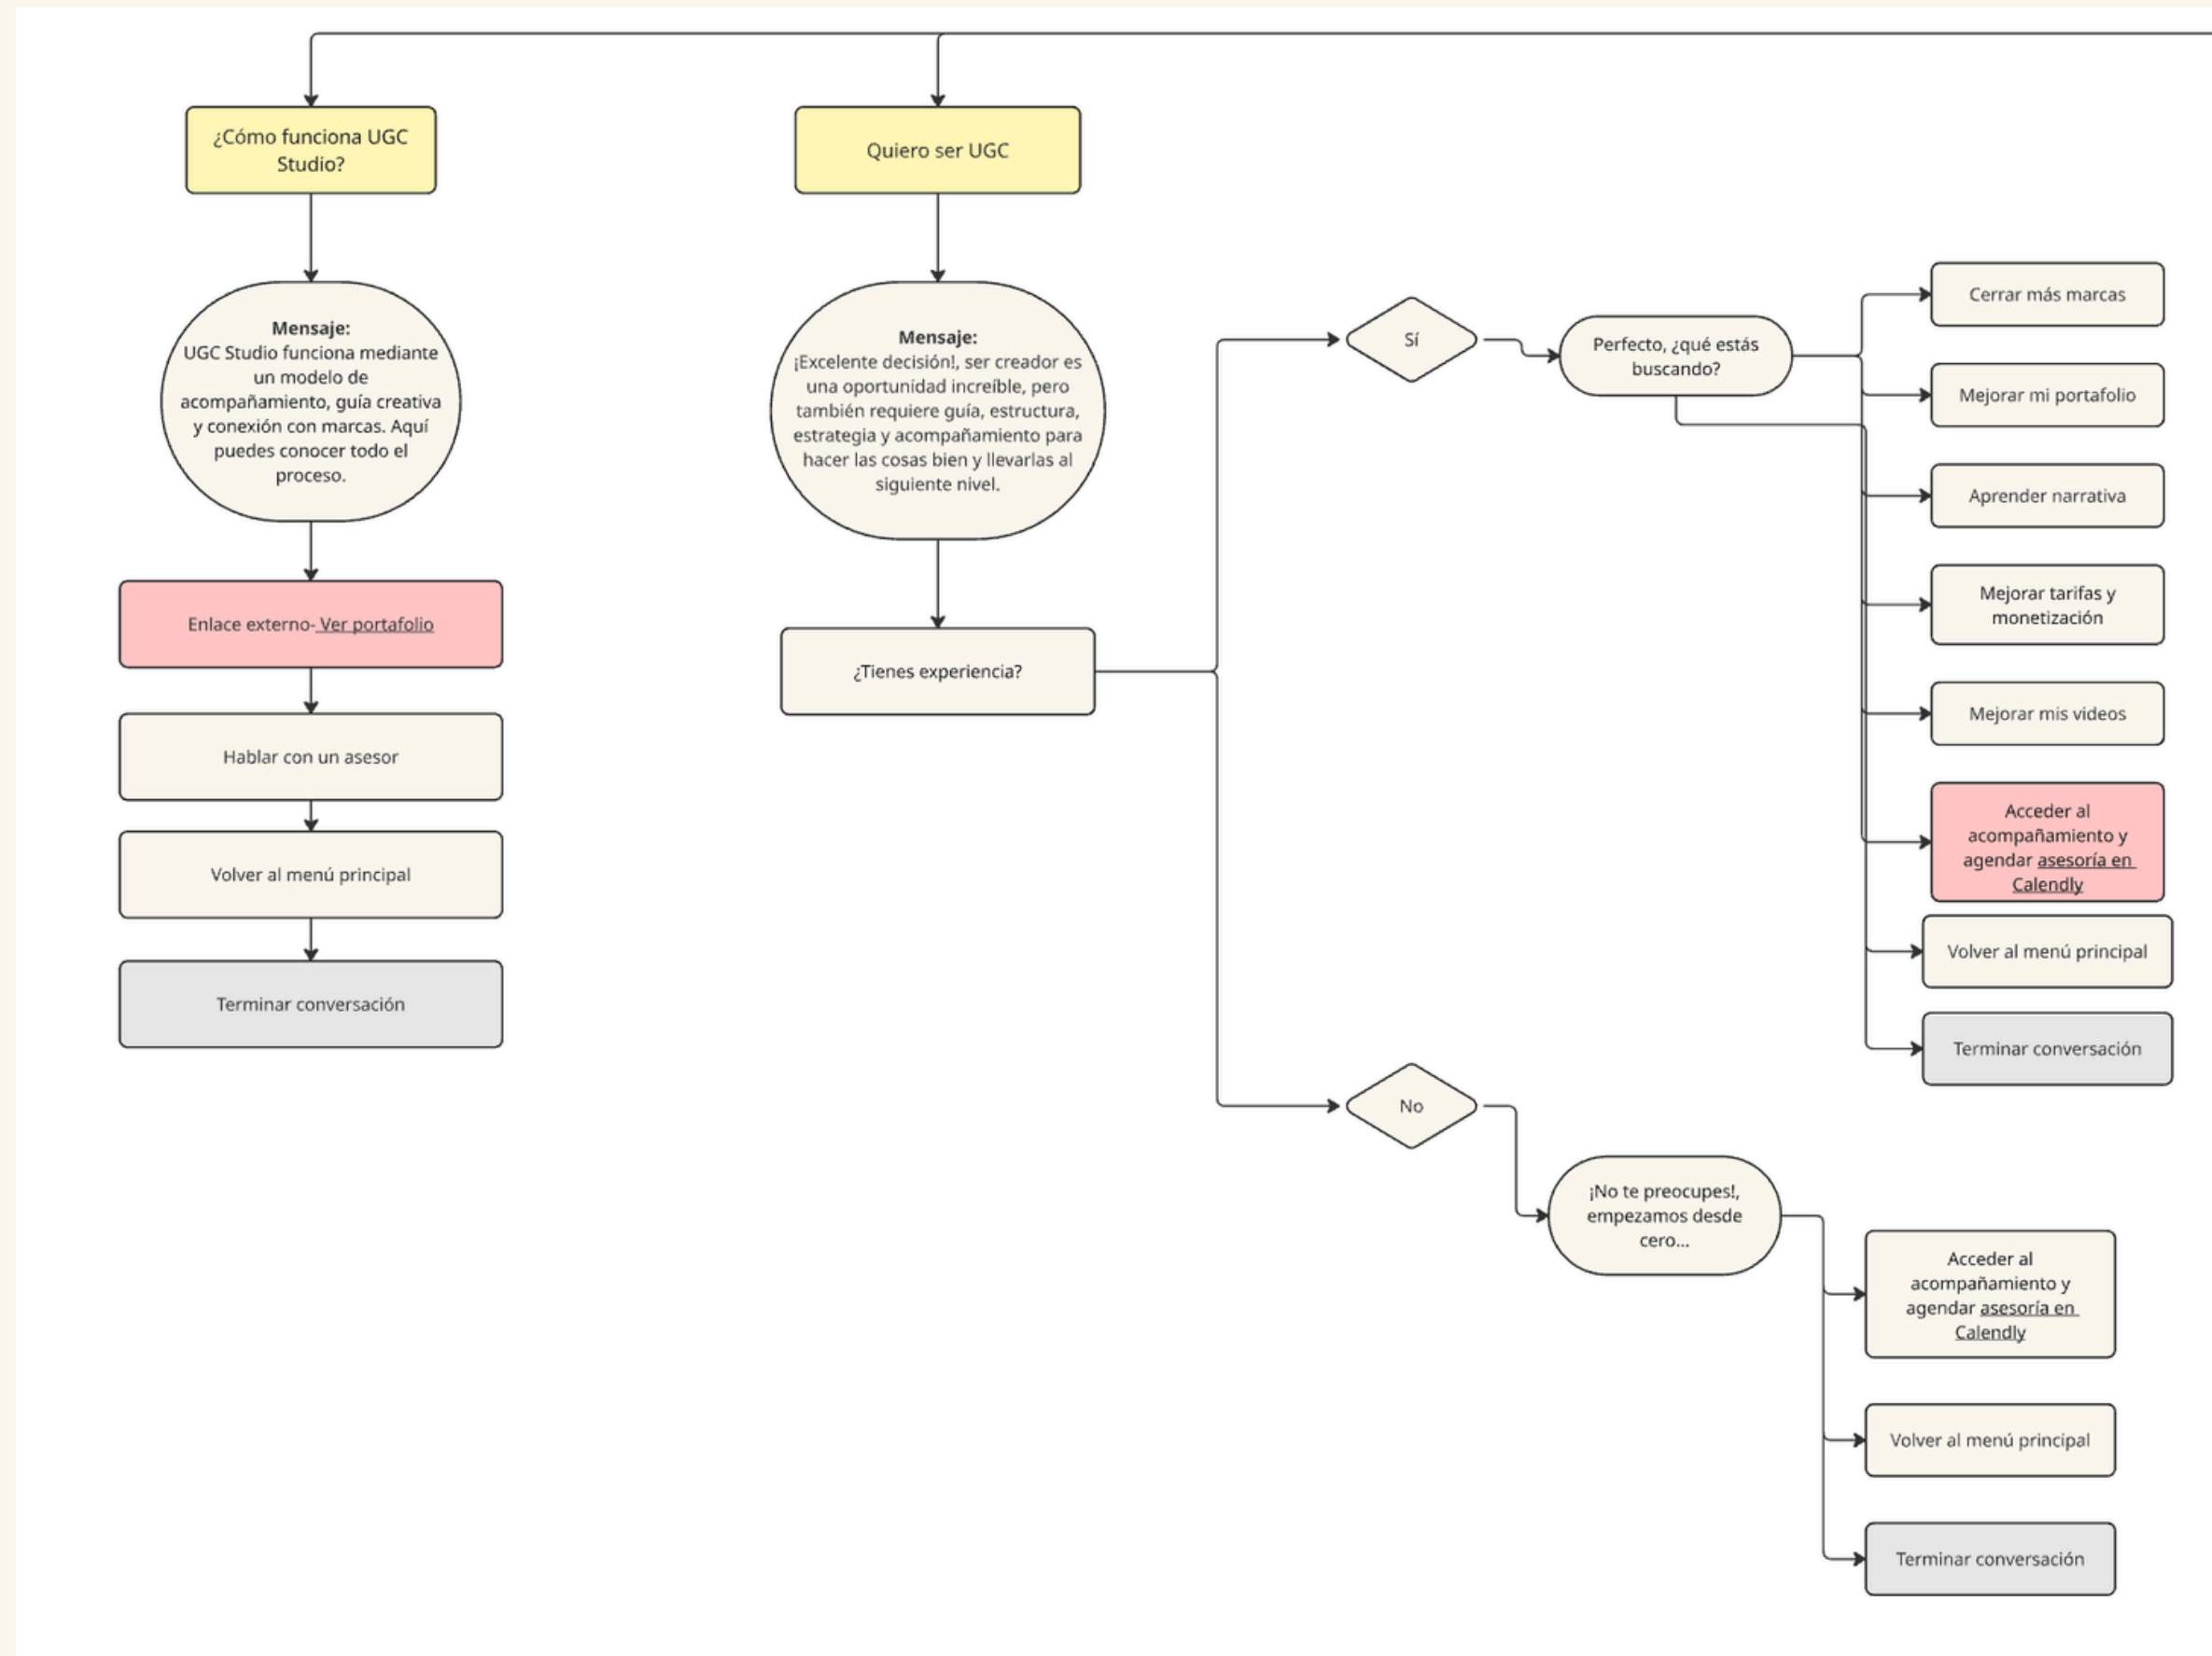 ¿Cómo funciona UGC
Studio?
Mensaje:
UGC Studio funciona mediante
un modelo de
acompañamiento, guía creativa
y conexión con marcas. Aquí
puedes conocer todo el
proceso.
Enlace externo- Ver portafolio
Hablar con un asesor
Volver al menú principal
Terminar conversación
Quiero ser UGC
Mensaje:
¡Excelente decisión!, ser creador es
una oportunidad increíble, pero
también requiere guía, estructura,
estrategia y acompañamiento para
hacer las cosas bien y llevarlas al
siguiente nivel.
¿Tienes experiencia?
Sí
Perfecto, ¿qué estás
buscando?
Cerrar más marcas
Mejorar mi portafolio
Aprender narrativa
Mejorar tarifas y
monetización
Mejorar mis videos
Acceder al
acompañamiento y
agendar asesoría en
Calendly
Volver al menú principal
Terminar conversación
No
¡No te preocupes!,
empezamos desde
cero...
Acceder al
acompañamiento y
agendar asesoría en
Calendly
Volver al menú principal
Terminar conversación